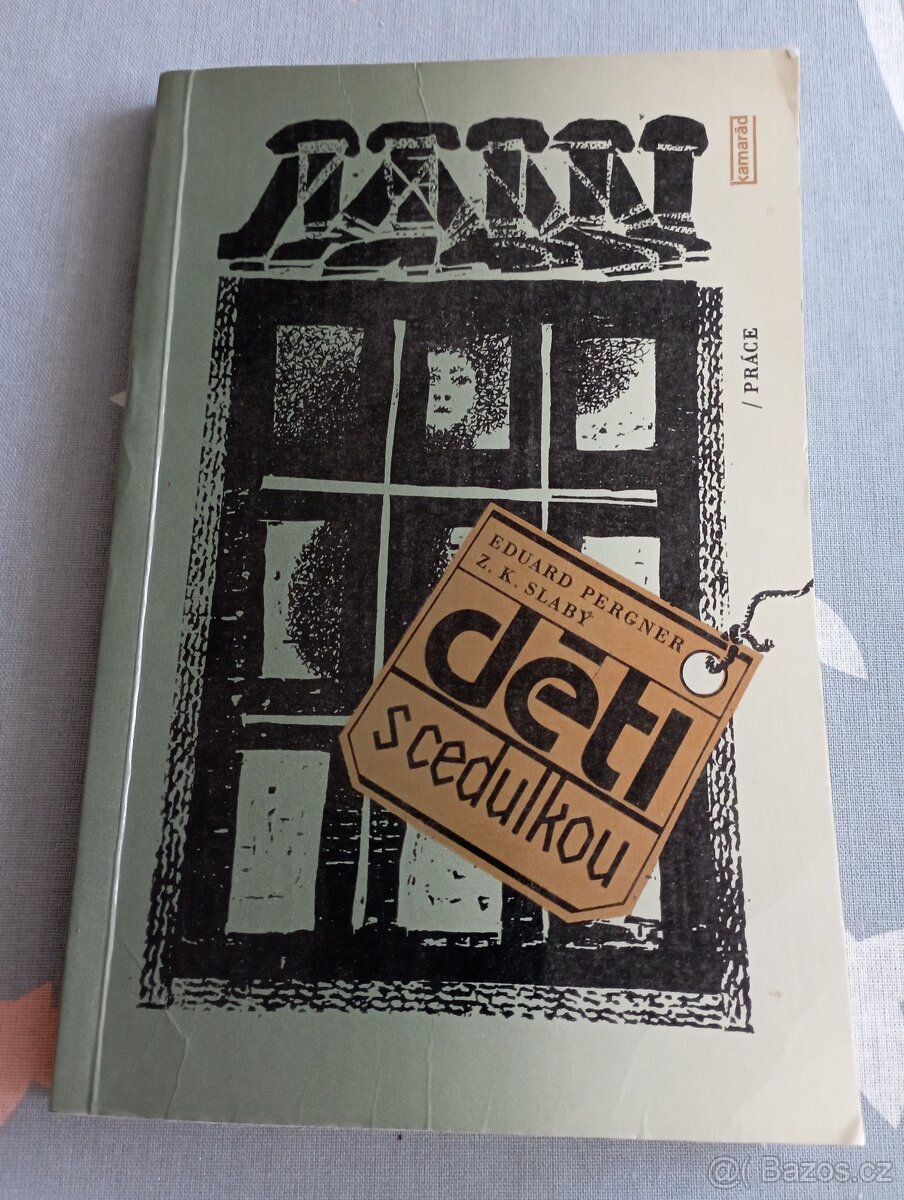 kamarád
/ PRÁCE
EDUARD PERGNER
Z. K. SLABÝ
dětI
s cedulkou
@( Bazos.cz